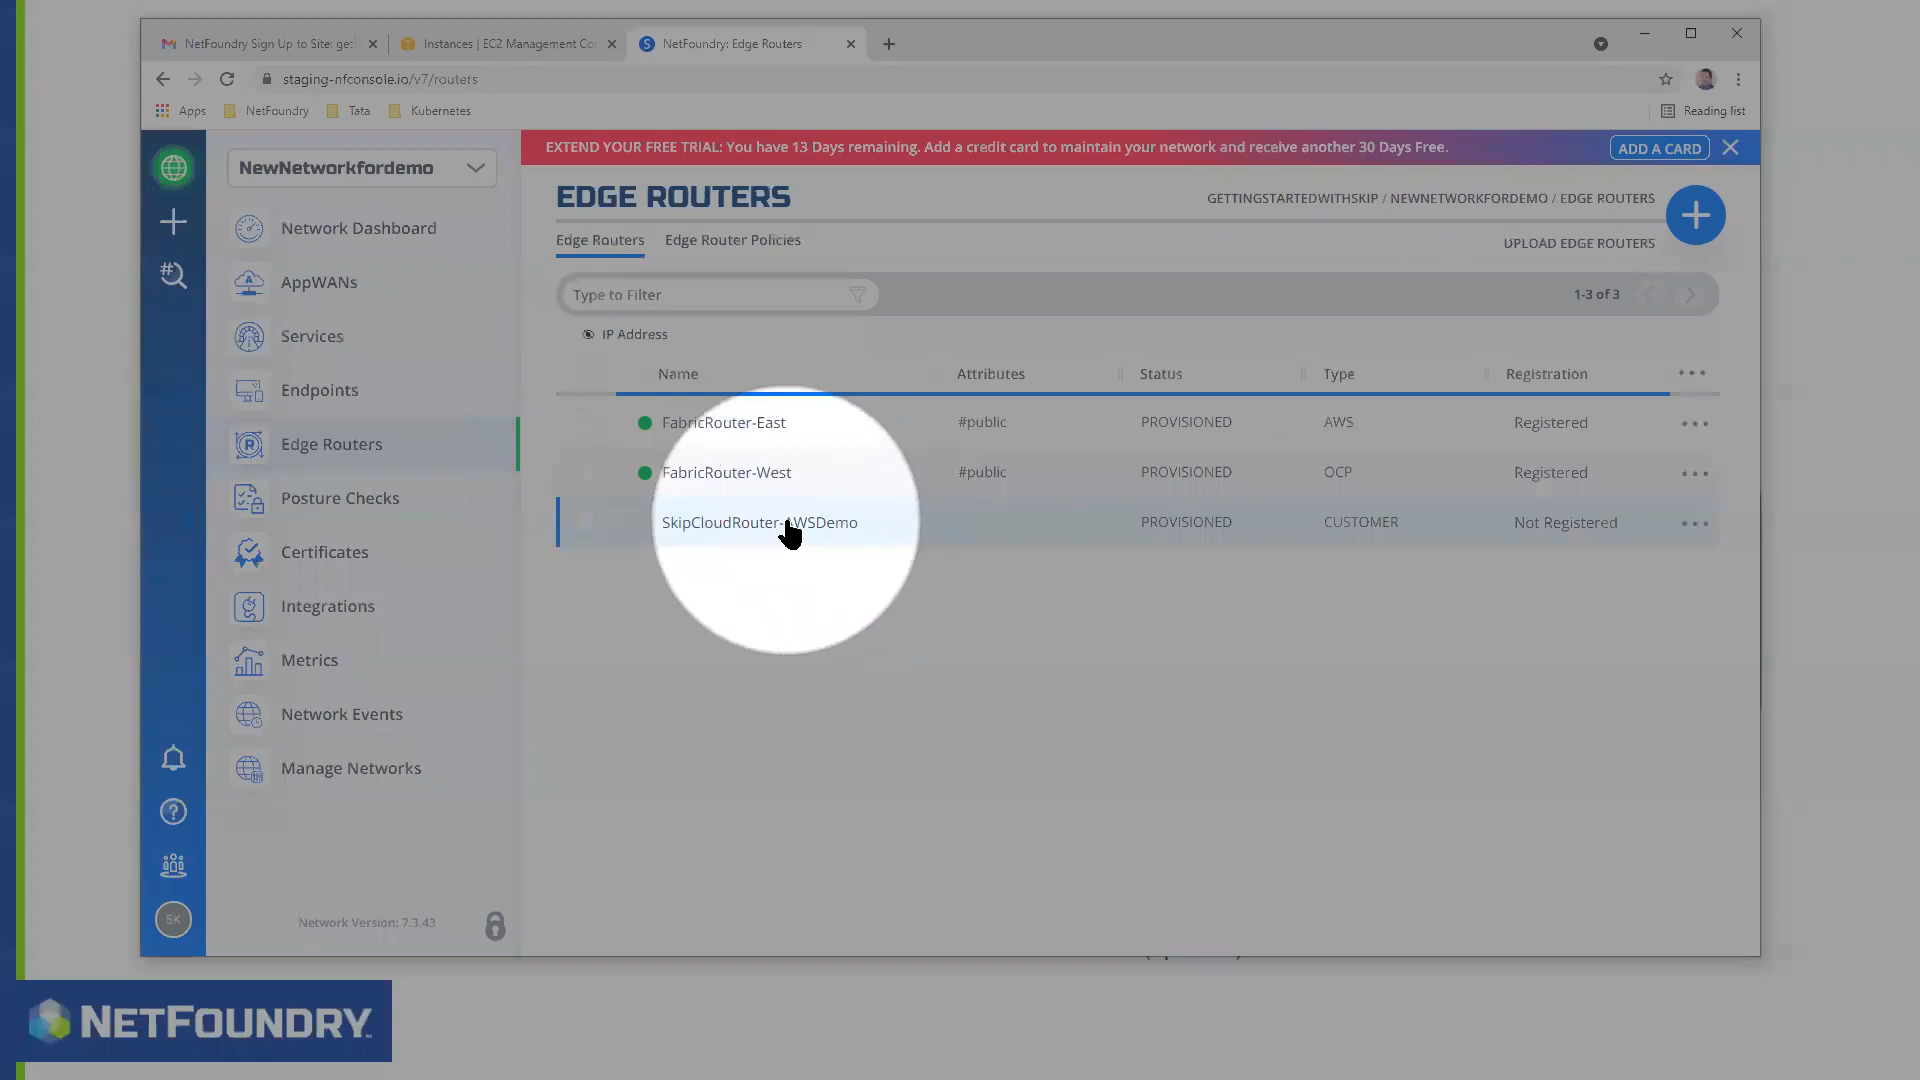 NetFoundry Sign Up to Site: get
Instances | EC2 Management Co
NetFoundry: Edge Routers
staging-nfconsole.io/v7/routers
Apps
NetFoundry
Tata
Kubernetes
Reading list
NewNetworkfordemo
EXTEND YOUR FREE TRIAL: You have 13 Days remaining. Add a credit card to maintain your network and receive another 30 Days Free.
ADD A CARD
Network Dashboard
AppWANs
Services
Endpoints
Edge Routers
Posture Checks
Certificates
Integrations
Metrics
Network Events
Manage Networks
SK
Network Version: 7.3.43
EDGE ROUTERS
GETTINGSTARTEDWITHSKIP / NEWNETWORKFORDEMO / EDGE ROUTERS
Edge Routers
Edge Router Policies
UPLOAD EDGE ROUTERS
Type to Filter
1-3 of 3
IP Address
Name Attributes Status Type Registration
FabricRouter-East #public PROVISIONED AWS Registered
FabricRouter-West #public PROVISIONED OCP Registered
SkipCloudRouter-AWSDemo PROVISIONED CUSTOMER Not Registered
NETFOUNDRY